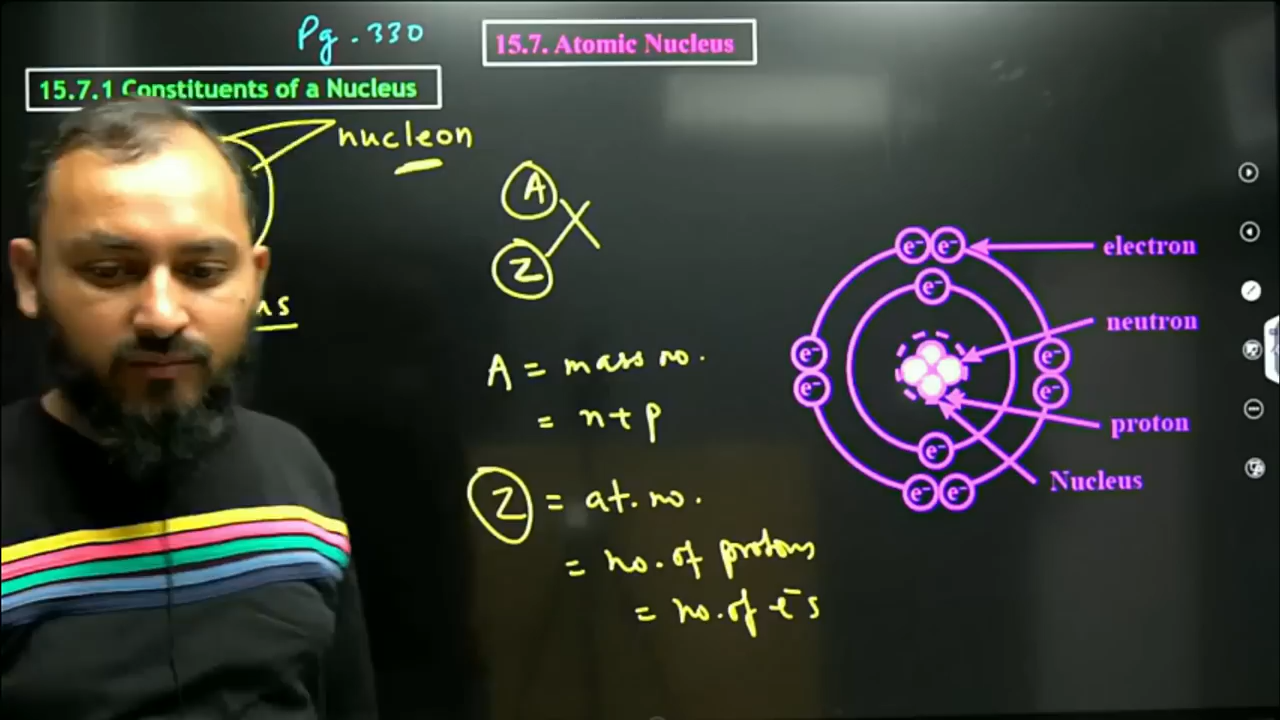 Pg. 330
15.7. Atomic Nucleus
15.7.1 Constituents of a Nucleus
nucleon
A
Z
A = mass no.
= n + p
Z = at. no.
= no. of protons
= no. of e⁻s
e⁻ e⁻
e⁻
e⁻
e⁻
e⁻
e⁻
e⁻
e⁻ e⁻
electron
neutron
proton
Nucleus